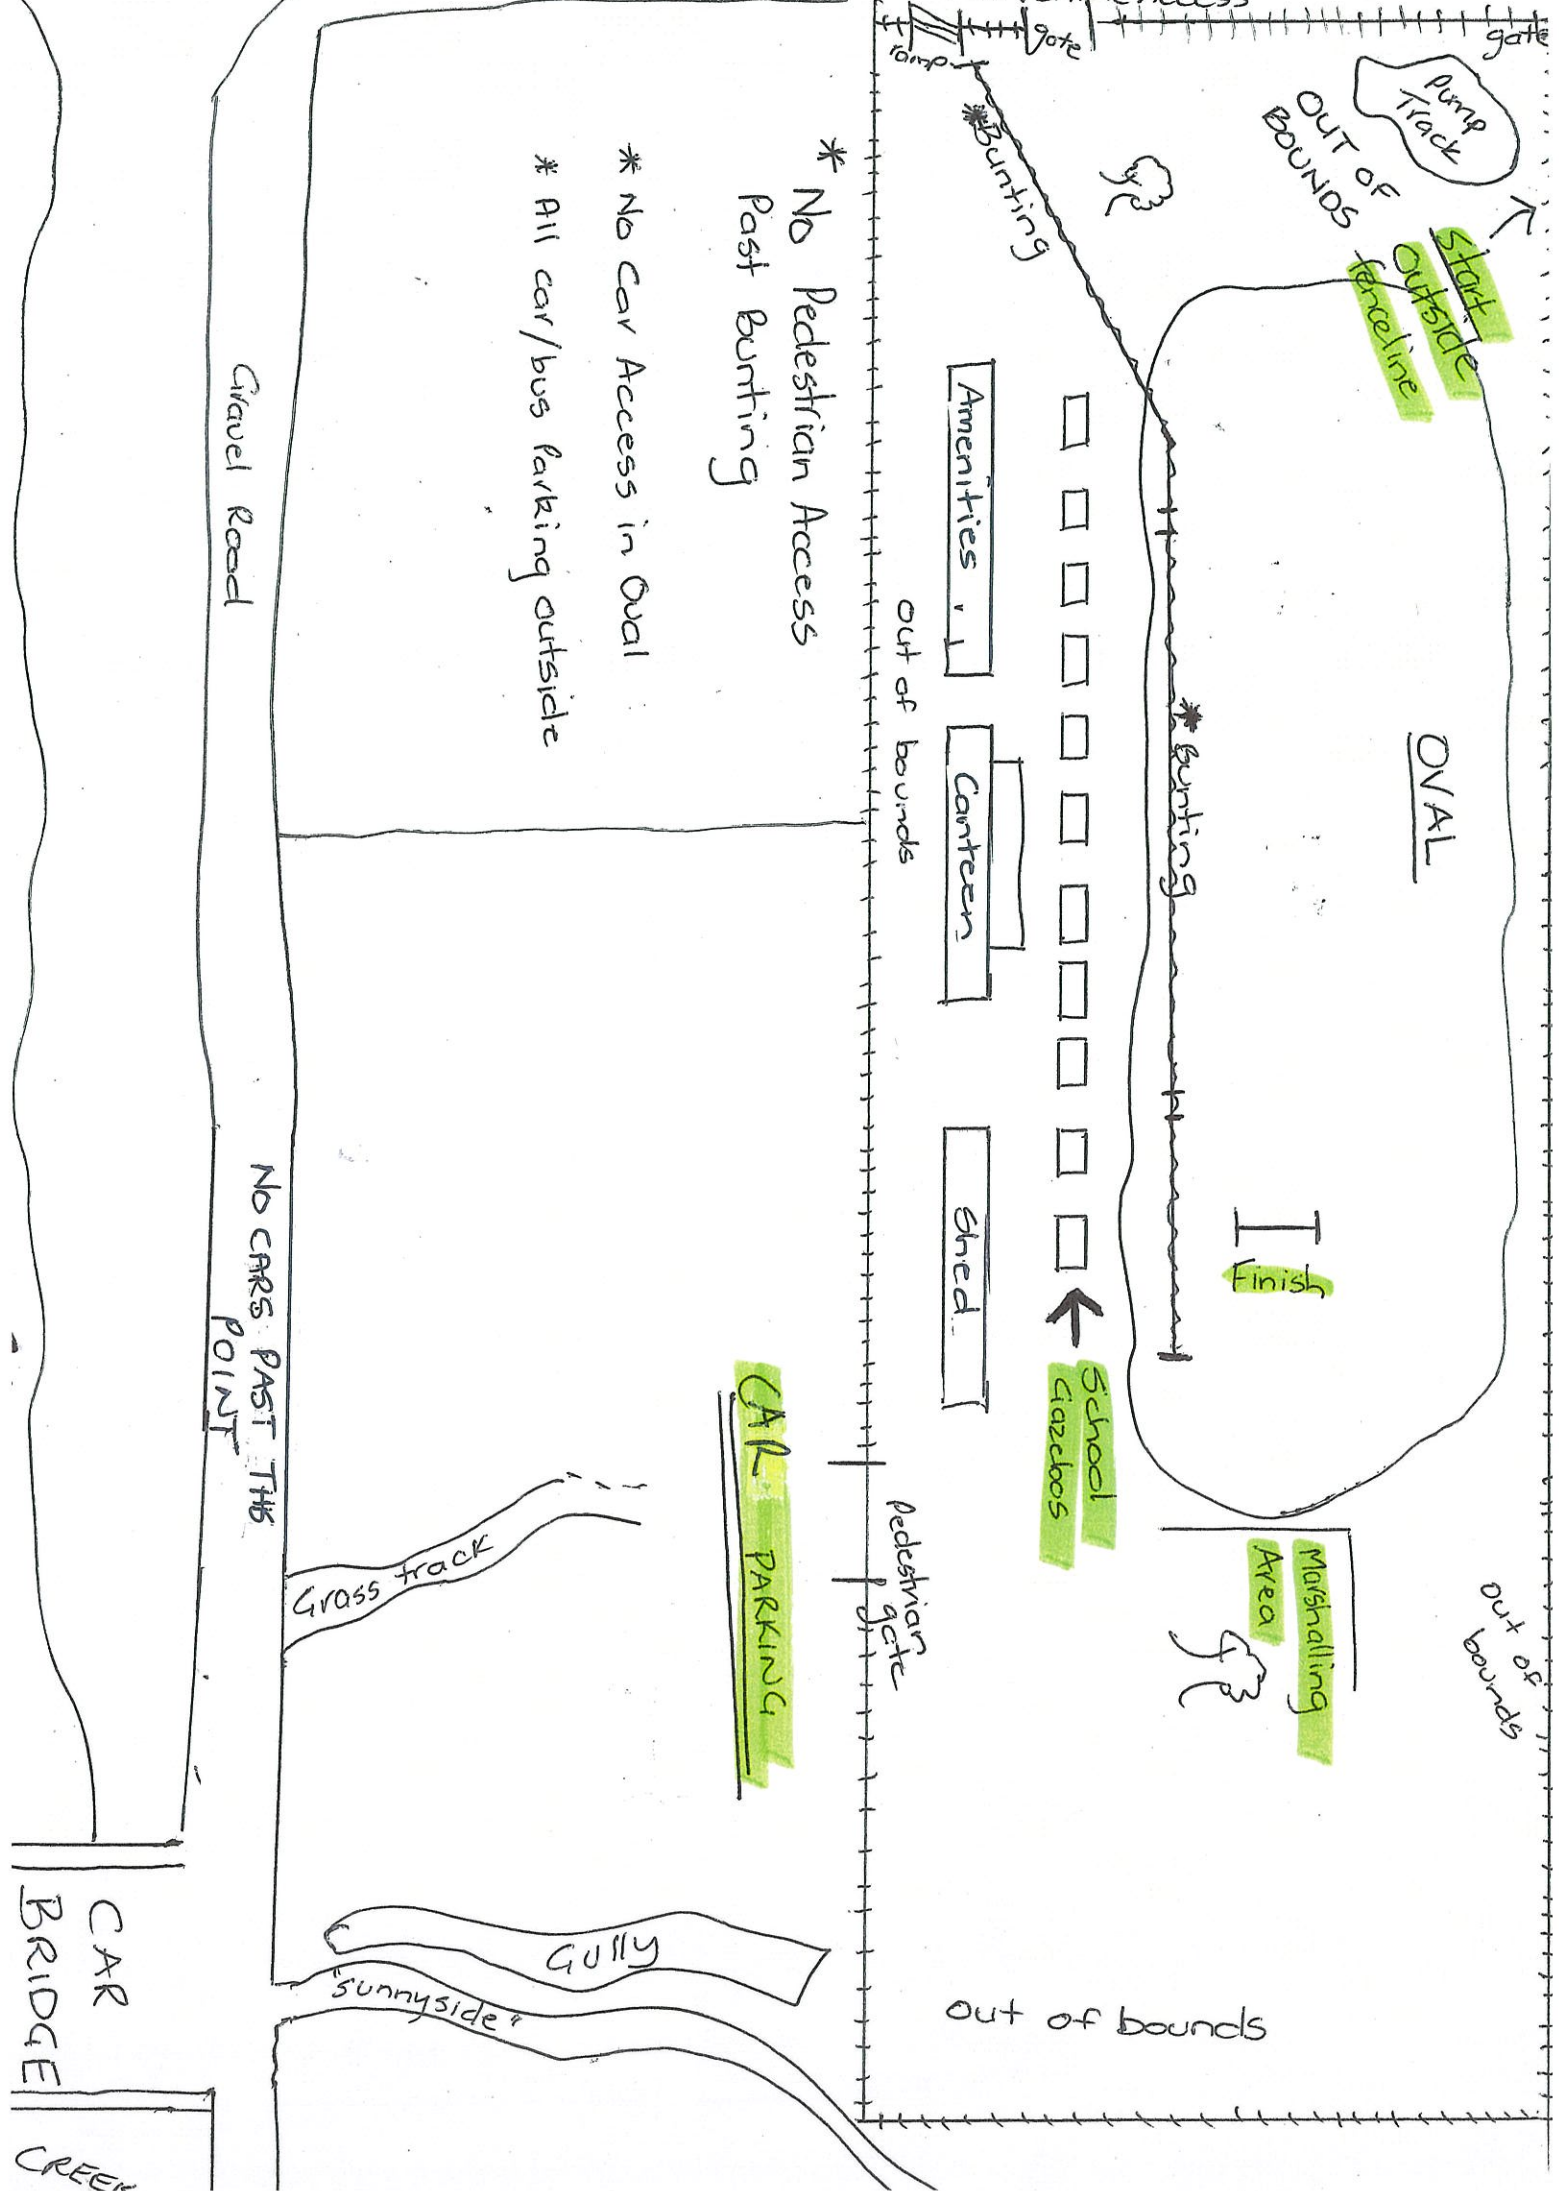 gate
Pump
Track
OUT OF
BOUNDS
Start
outside
fenceline
gate
ramp
*Bunting
OVAL
*Bunting
Finish
Amenities
Canteen
Shed
School
Gazebos
Marshalling
Area
out of
bounds
out of bounds
Pedestrian
gate
out of bounds
* No Pedestrian Access
Past Bunting
* No Car Access in Oval
* All car/bus Parking outside
CAR PARKING
Grass track
Gully
"Sunnyside"
Gravel Road
NO CARS PAST THIS
POINT
CAR
BRIDGE
CREEK